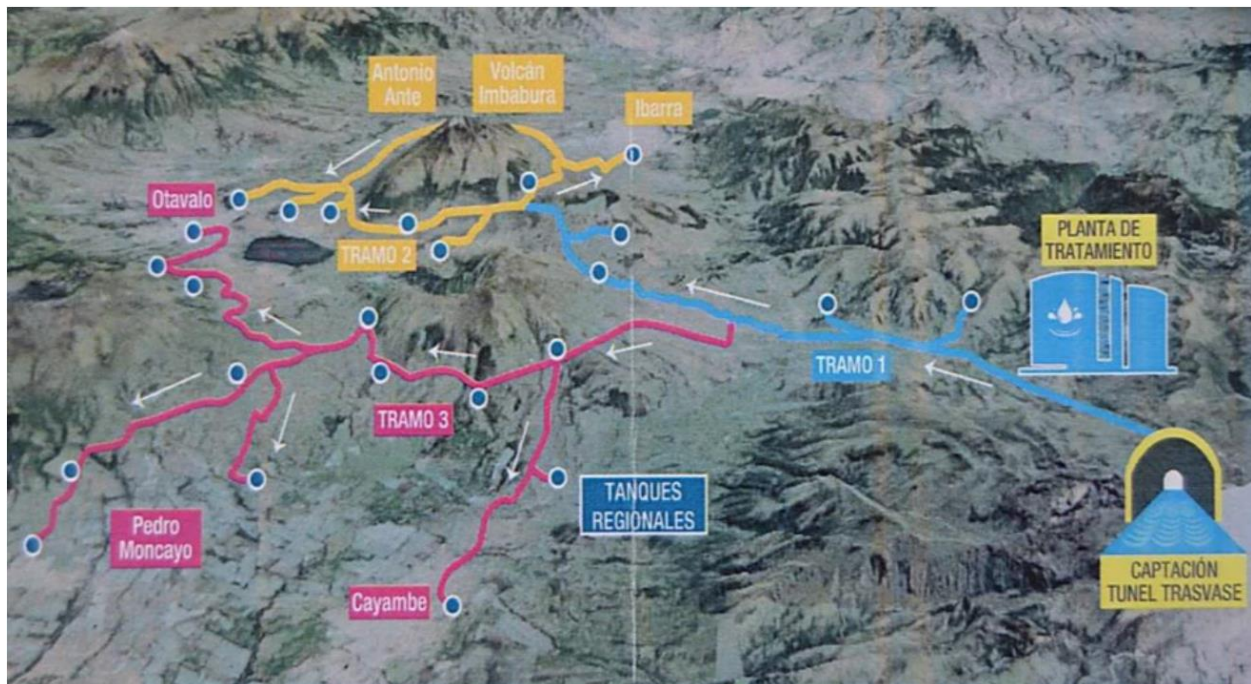 Antonio
Ante
Volcán
Imbabura
Ibarra
Otavalo
TRAMO 2
PLANTA DE
TRATAMIENTO
TRAMO 1
TRAMO 3
TANQUES
REGIONALES
Pedro
Moncayo
Cayambe
CAPTACIÓN
TUNEL TRASVASE